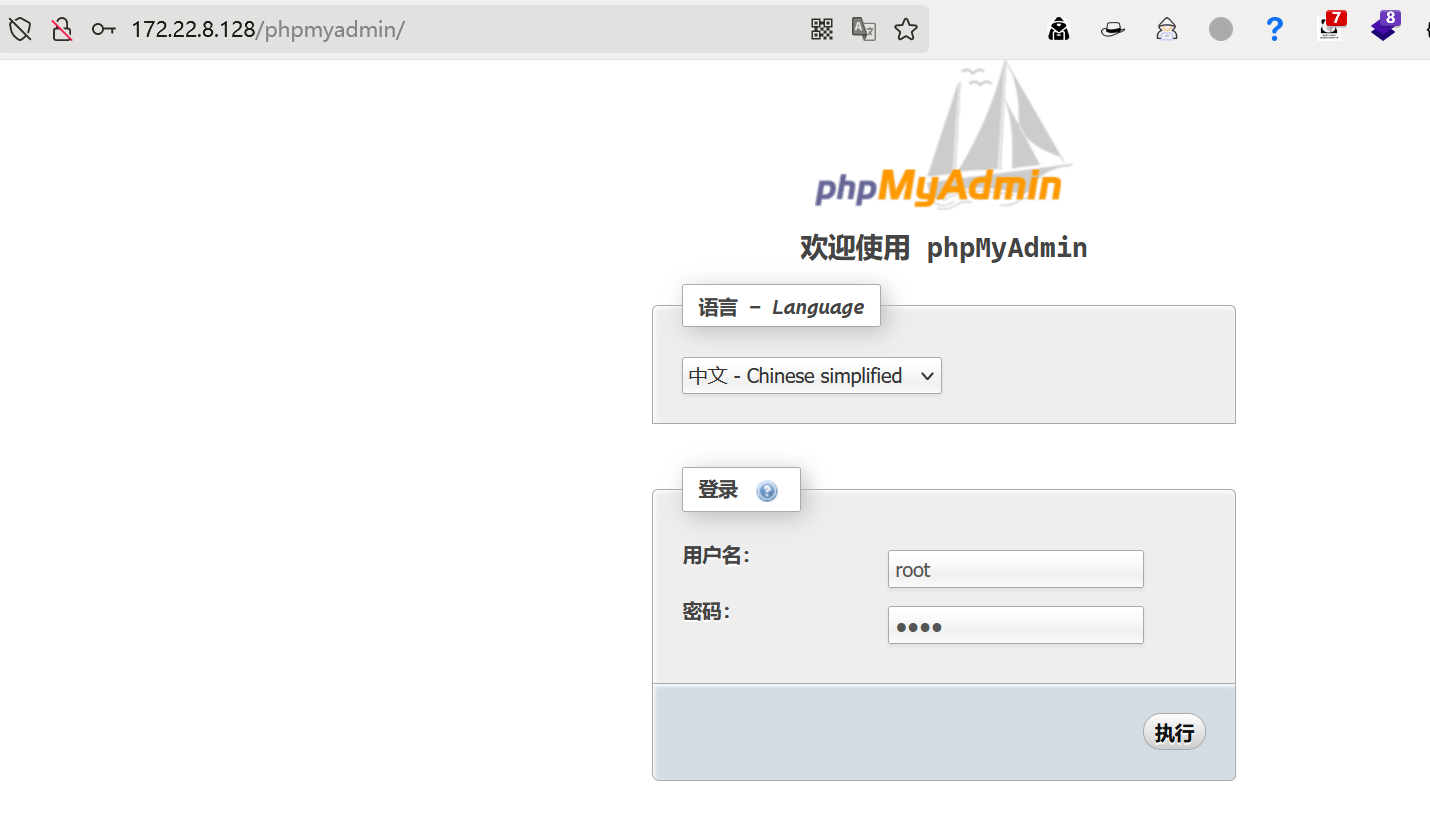 172.22.8.128/phpmyadmin/
7
8
phpMyAdmin
欢迎使用 phpMyAdmin
语言 - Language
中文 - Chinese simplified
登录
用户名：
root
密码：
••••
执行